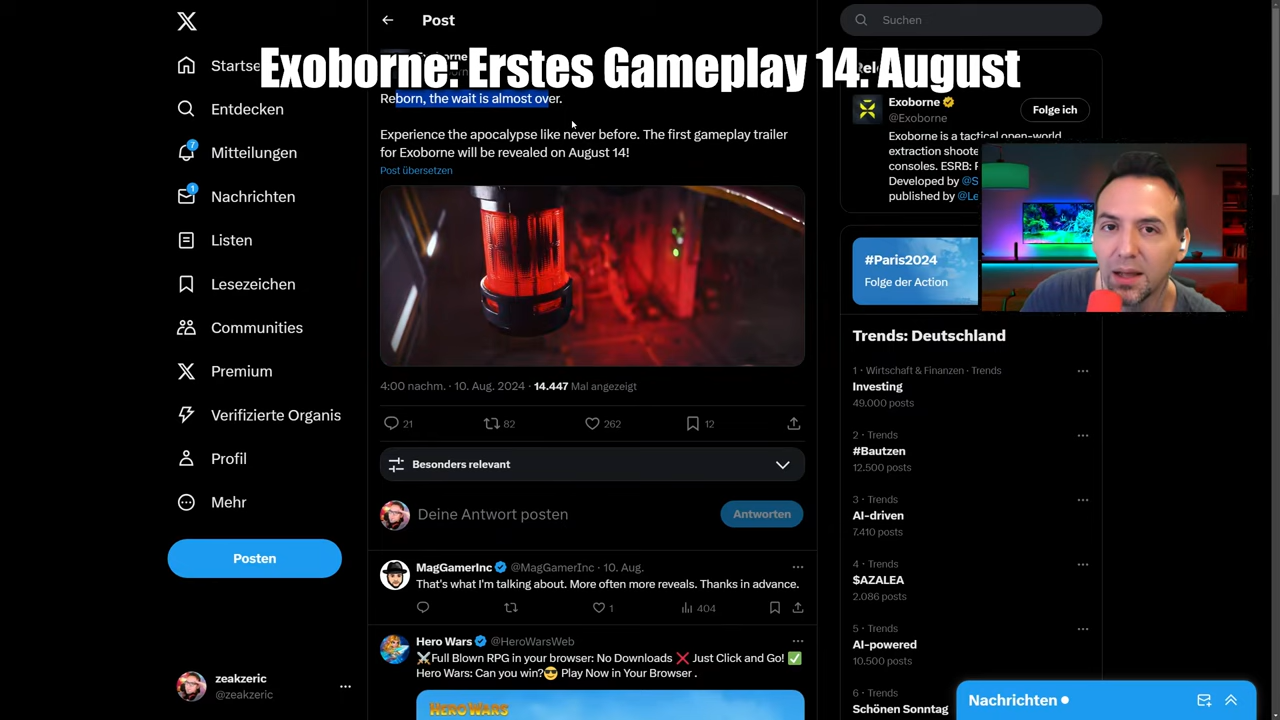 Post
Suchen
Exoborne: Erstes Gameplay 14. August
Startse
Entdecken
Mitteilungen
7
Nachrichten
1
Listen
Lesezeichen
Communities
Premium
Verifizierte Organis
Profil
Mehr
Posten
zeakzeric
@zeakzeric
Reborn, the wait is almost over.
Experience the apocalypse like never before. The first gameplay trailer
for Exoborne will be revealed on August 14!
Post übersetzen
4:00 nachm. · 10. Aug. 2024 · 14.447 Mal angezeigt
21
82
262
12
Besonders relevant
Deine Antwort posten
Antworten
MagGamerInc @MagGamerInc · 10. Aug.
That's what I'm talking about. More often more reveals. Thanks in advance.
1
404
Hero Wars @HeroWarsWeb
⚔️Full Blown RPG in your browser: No Downloads ❌ Just Click and Go! ✅
Hero Wars: Can you win?😎 Play Now in Your Browser .
HERO WARS
Exoborne
@Exoborne
Folge ich
Exoborne is a tactical open-world
extraction shoote
consoles. ESRB: F
Developed by @S
published by @Le
#Paris2024
Folge der Action
Trends: Deutschland
1 · Wirtschaft & Finanzen · Trends
Investing
49.000 posts
2 · Trends
#Bautzen
12.500 posts
3 · Trends
AI-driven
7.410 posts
4 · Trends
$AZALEA
2.086 posts
5 · Trends
AI-powered
10.500 posts
6 · Trends
Schönen Sonntag
Nachrichten